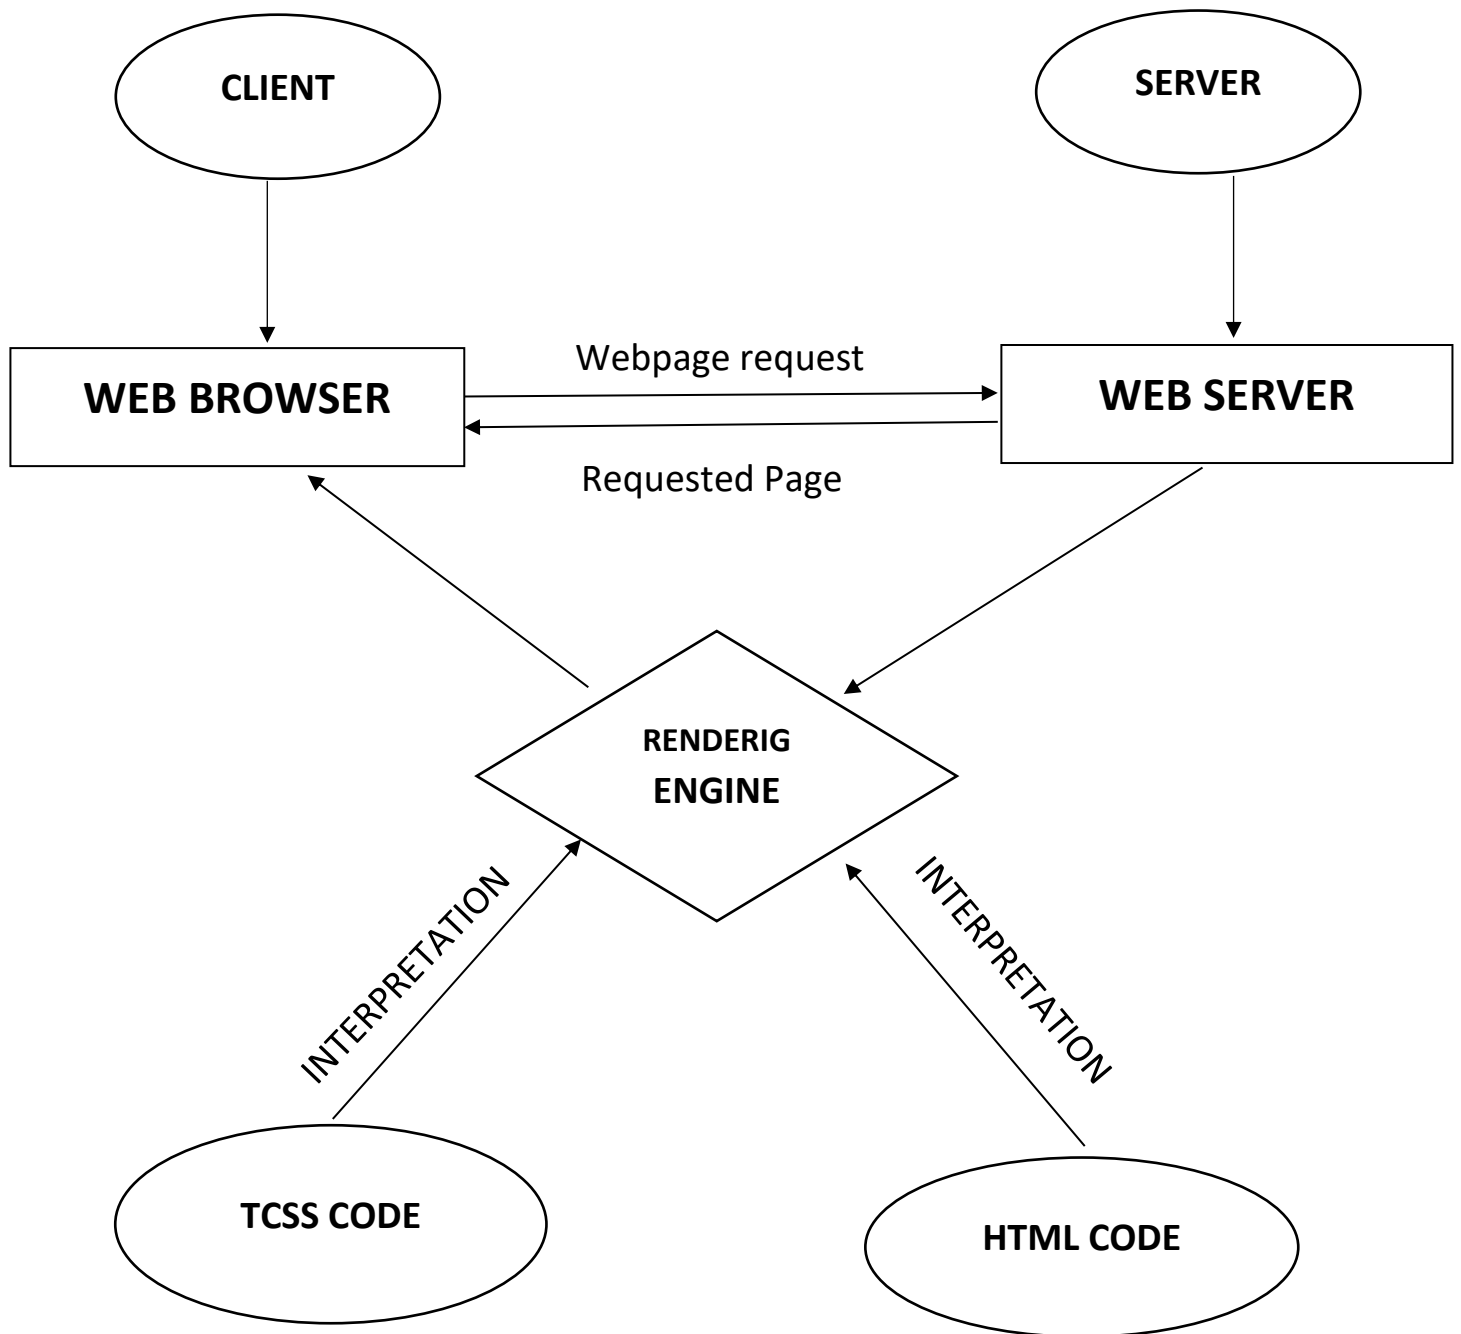 CLIENT
SERVER
Webpage request
WEB BROWSER
WEB SERVER
Requested Page
RENDERIG
ENGINE
INTERPRETATION
INTERPRETATION
TCSS CODE
HTML CODE